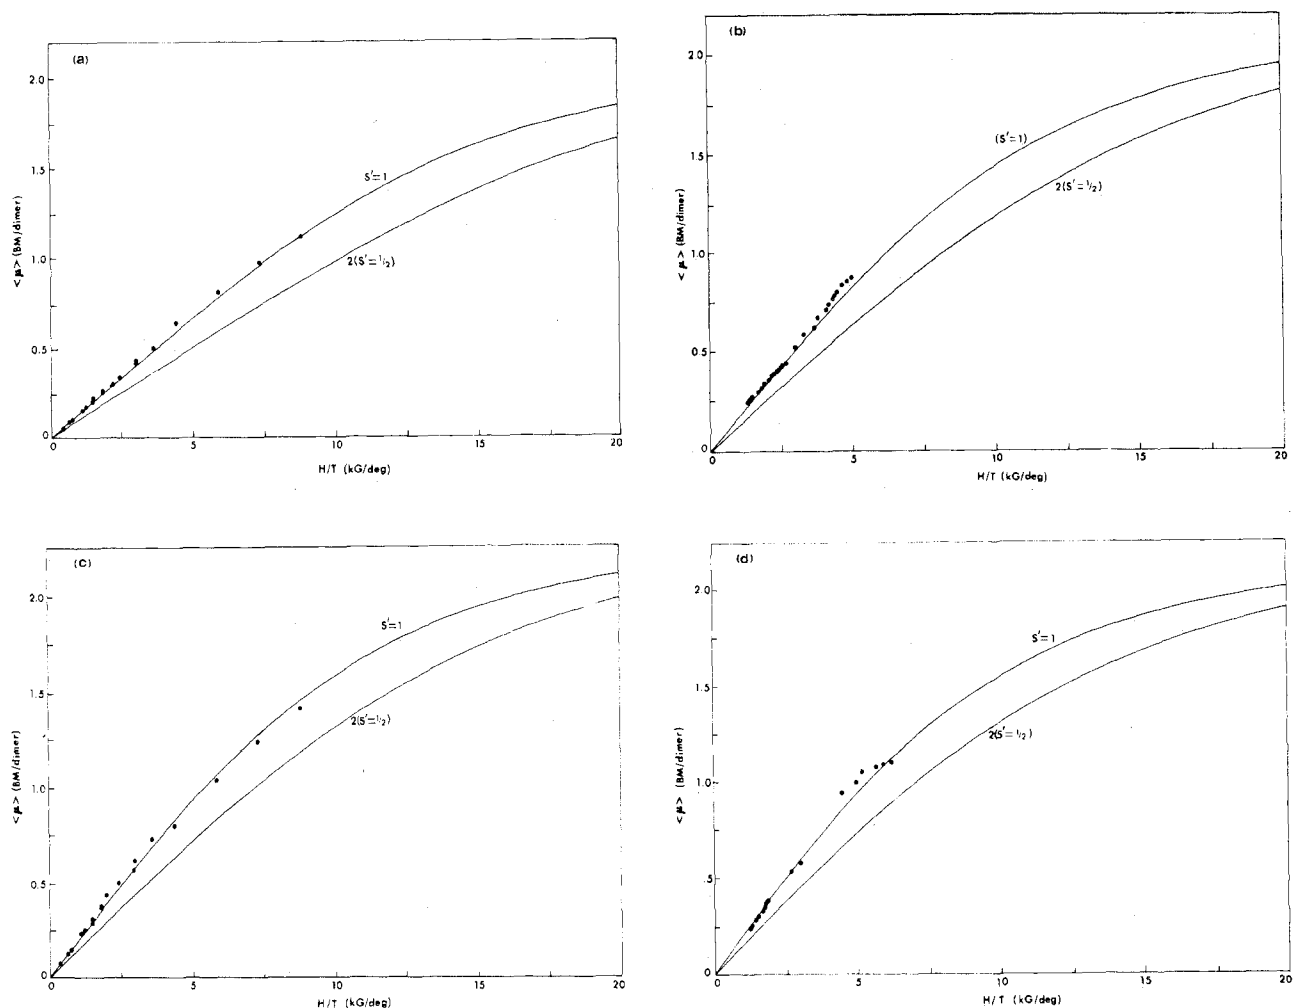 (a)
2.0
1.5
1.0
0.5
0
<μ> (BM/dimer)
S'=1
2(S'=1/2)
0 5 10 15 20
H/T (kG/deg)
(b)
2.0
1.5
1.0
0.5
0
<μ> (BM/dimer)
(S'=1)
2(S'=1/2)
0 5 10 15 20
H/T (kG/deg)
(c)
2.0
1.5
1.0
0.5
0
<μ> (BM/dimer)
S'=1
2(S'=1/2)
0 5 10 15 20
H/T (kG/deg)
(d)
2.0
1.5
1.0
.5
0
<μ> (BM/dimer)
S'=1
2(S'=1/2)
0 5 10 15 20
H/T (kG/deg)